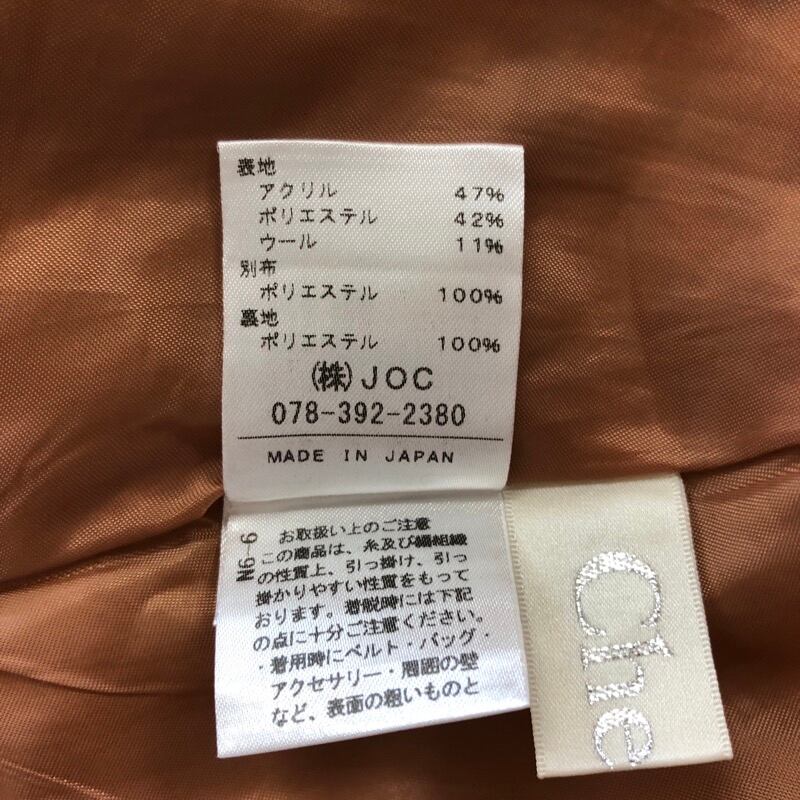 表地
アクリル 47%
ポリエステル 42%
ウール 11%
別布
ポリエステル 100%
裏地
ポリエステル 100%
(株)JOC
078-392-2380
MADE IN JAPAN
N9-9
お取扱い上のご注意
この商品は、糸及び編組織
の性質上、引っ掛け、引っ
掛かりやすい性質をもって
おります。着脱時には下記
の点に十分ご注意ください。
・着用時にベルト・バッグ・
アクセサリー・周囲の壁
など、表面の粗いものと
Che